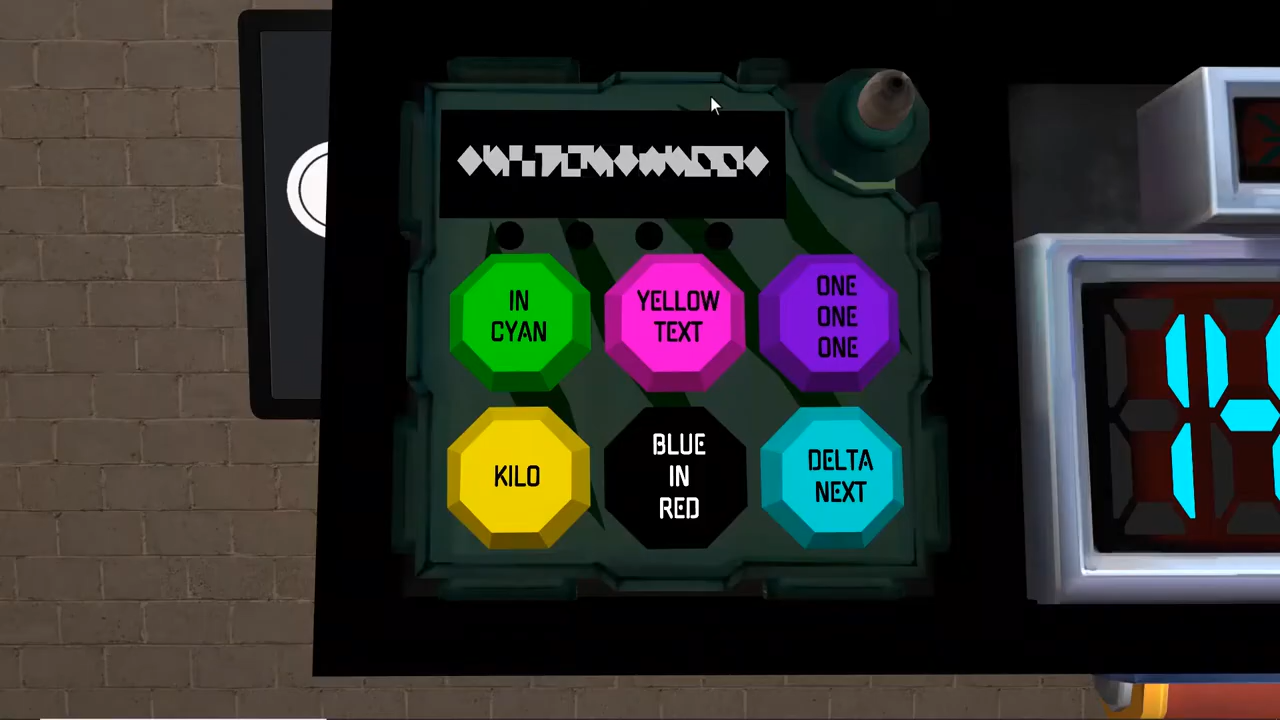 IN
CYAN
YELLOW
TEXT
ONE
ONE
ONE
KILO
BLUE
IN
RED
DELTA
NEXT